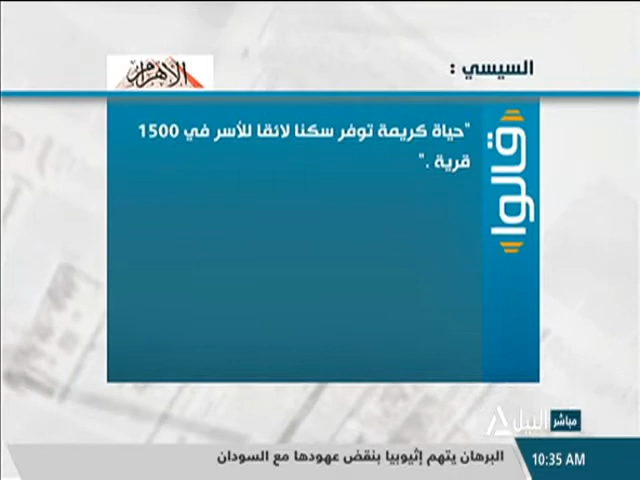 السيسي :
الأهرام
"حياة كريمة توفر سكنا لائقا للأسر في 1500
قرية ."
قالوا
النيل
مباشر
البرهان يتهم إثيوبيا بنقض عهودها مع السودان
10:35 AM